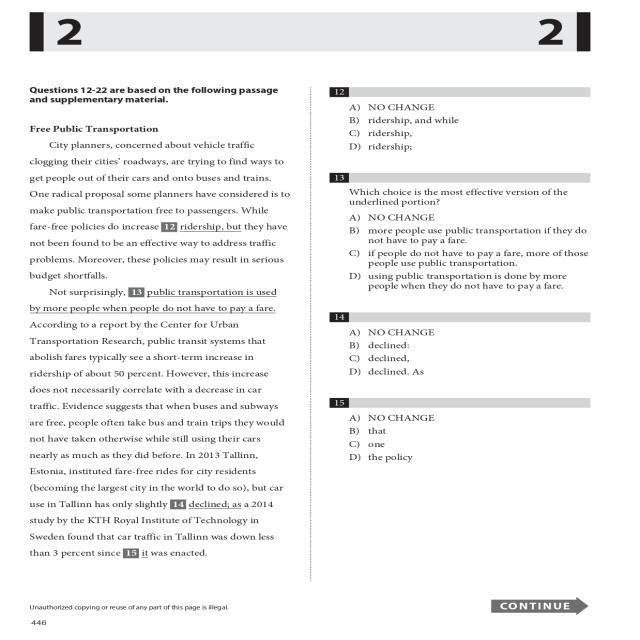 2
2
Questions 12-22 are based on the following passage
and supplementary material.
Free Public Transportation
City planners, concerned about vehicle traffic
clogging their cities' roadways, are trying to find ways to
get people out of their cars and onto buses and trains.
One radical proposal some planners have considered is to
make public transportation free to passengers. While
fare-free policies do increase 12 ridership, but they have
not been found to be an effective way to address traffic
problems. Moreover, these policies may result in serious
budget shortfalls.
Not surprisingly, 13 public transportation is used
by more people when people do not have to pay a fare.
According to a report by the Center for Urban
Transportation Research, public transit systems that
abolish fares typically see a short-term increase in
ridership of about 50 percent. However, this increase
does not necessarily correlate with a decrease in car
traffic. Evidence suggests that when buses and subways
are free, people often take bus and train trips they would
not have taken otherwise while still using their cars
nearly as much as they did before. In 2013 Tallinn,
Estonia, instituted fare-free rides for city residents
(becoming the largest city in the world to do so), but car
use in Tallinn has only slightly 14 declined; as a 2014
study by the KTH Royal Institute of Technology in
Sweden found that car traffic in Tallinn was down less
than 3 percent since 15 it was enacted.
12
A) NO CHANGE
B) ridership, and while
C) ridership,
D) ridership;
13
Which choice is the most effective version of the
underlined portion?
A) NO CHANGE
B) more people use public transportation if they do
not have to pay a fare.
C) if people do not have to pay a fare, more of those
people use public transportation.
D) using public transportation is done by more
people when they do not have to pay a fare.
14
A) NO CHANGE
B) declined:
C) declined,
D) declined. As
15
A) NO CHANGE
B) that
C) one
D) the policy
Unauthorized copying or reuse of any part of this page is illegal.
446
CONTINUE